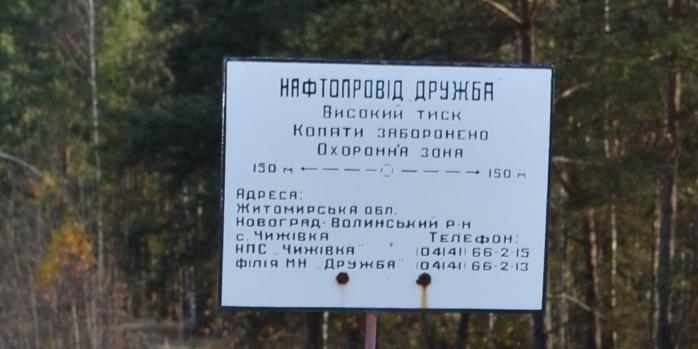 НАФТОПРОВІД ДРУЖБА
ВИСОКИЙ ТИСК
КОПАТИ ЗАБОРОНЕНО
ОХОРОННА ЗОНА
150 м 150 м
АДРЕСА:
ЖИТОМИРСЬКА ОБЛ.
НОВОГРАД-ВОЛИНСЬКИЙ Р-Н
с. ЧИЖІВКА ТЕЛЕФОН:
НПС „ЧИЖІВКА" (04141) 66-2-15
ФІЛІЯ МН „ДРУЖБА" (04141) 66-2-13